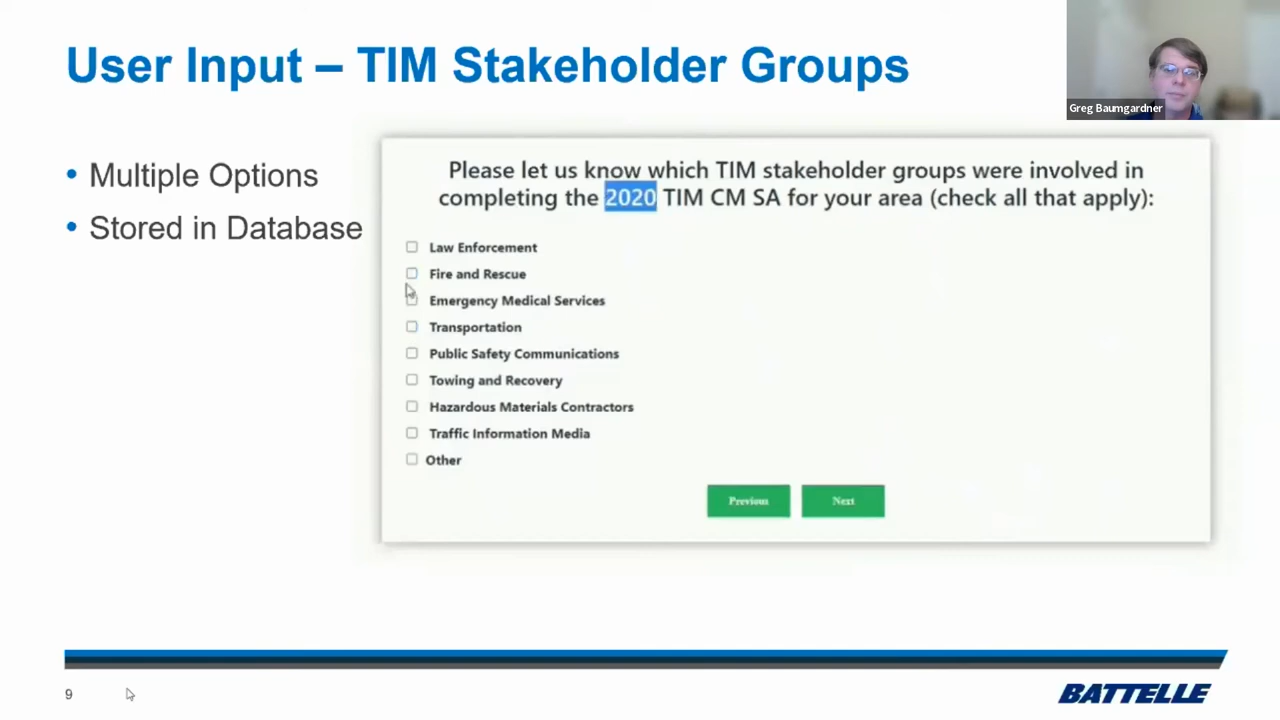 User Input – TIM Stakeholder Groups
Greg Baumgardner
• Multiple Options
• Stored in Database
Please let us know which TIM stakeholder groups were involved in
completing the 2020 TIM CM SA for your area (check all that apply):
Law Enforcement
Fire and Rescue
Emergency Medical Services
Transportation
Public Safety Communications
Towing and Recovery
Hazardous Materials Contractors
Traffic Information Media
Other
Previous Next
9
BATTELLE